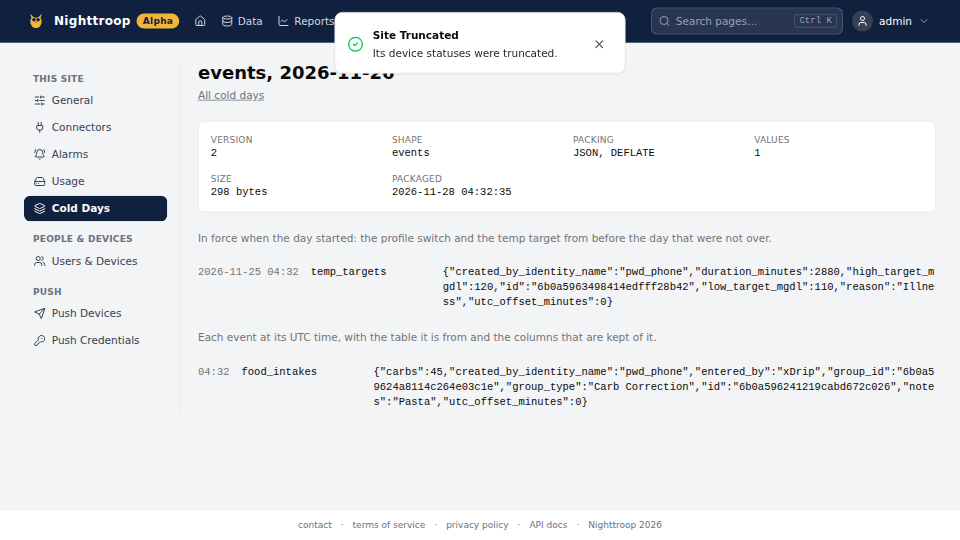 Nighttroop Alpha Data Reports Search pages... Ctrl K admin
Site Truncated
Its device statuses were truncated.
THIS SITE
General
Connectors
Alarms
Usage
Cold Days
PEOPLE & DEVICES
Users & Devices
PUSH
Push Devices
Push Credentials
events, 2026-11-26
All cold days
VERSION SHAPE PACKING VALUES
2 events JSON, DEFLATE 1
SIZE PACKAGED
298 bytes 2026-11-28 04:32:35
In force when the day started: the profile switch and the temp target from before the day that were not over.
2026-11-25 04:32 temp_targets {"created_by_identity_name":"pwd_phone","duration_minutes":2880,"high_target_m
gdl":120,"id":"6b0a5963498414edfff28b42","low_target_mgdl":110,"reason":"Illne
ss","utc_offset_minutes":0}
Each event at its UTC time, with the table it is from and the columns that are kept of it.
04:32 food_intakes {"carbs":45,"created_by_identity_name":"pwd_phone","entered_by":"xDrip","group_id":"6b0a5
9624a8114c264e03c1e","group_type":"Carb Correction","id":"6b0a596241219cabd672c026","note
s":"Pasta","utc_offset_minutes":0}
contact · terms of service · privacy policy · API docs · Nighttroop 2026